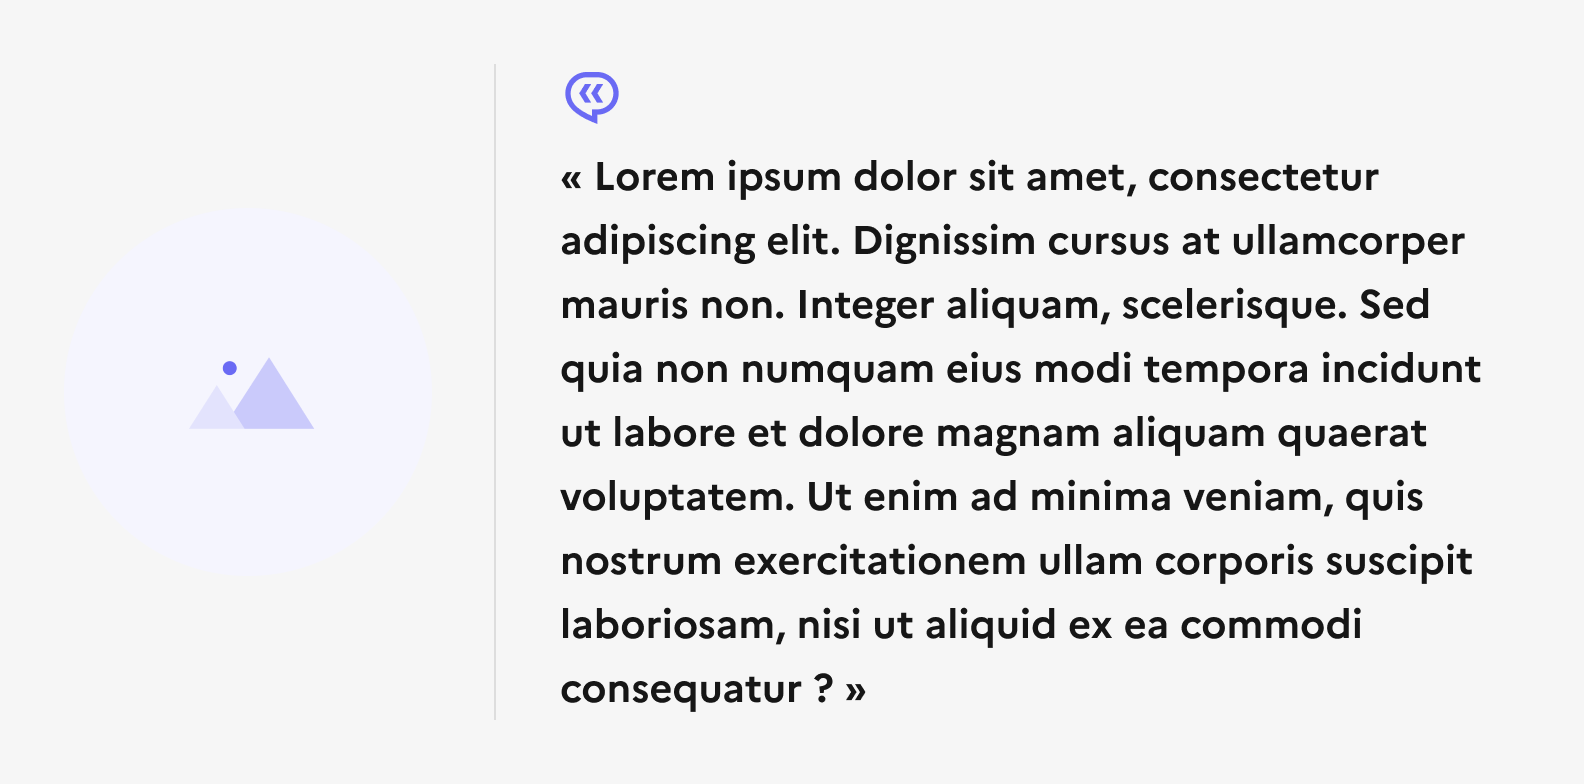 « Lorem ipsum dolor sit amet, consectetur
adipiscing elit. Dignissim cursus at ullamcorper
mauris non. Integer aliquam, scelerisque. Sed
quia non numquam eius modi tempora incidunt
ut labore et dolore magnam aliquam quaerat
voluptatem. Ut enim ad minima veniam, quis
nostrum exercitationem ullam corporis suscipit
laboriosam, nisi ut aliquid ex ea commodi
consequatur ? »